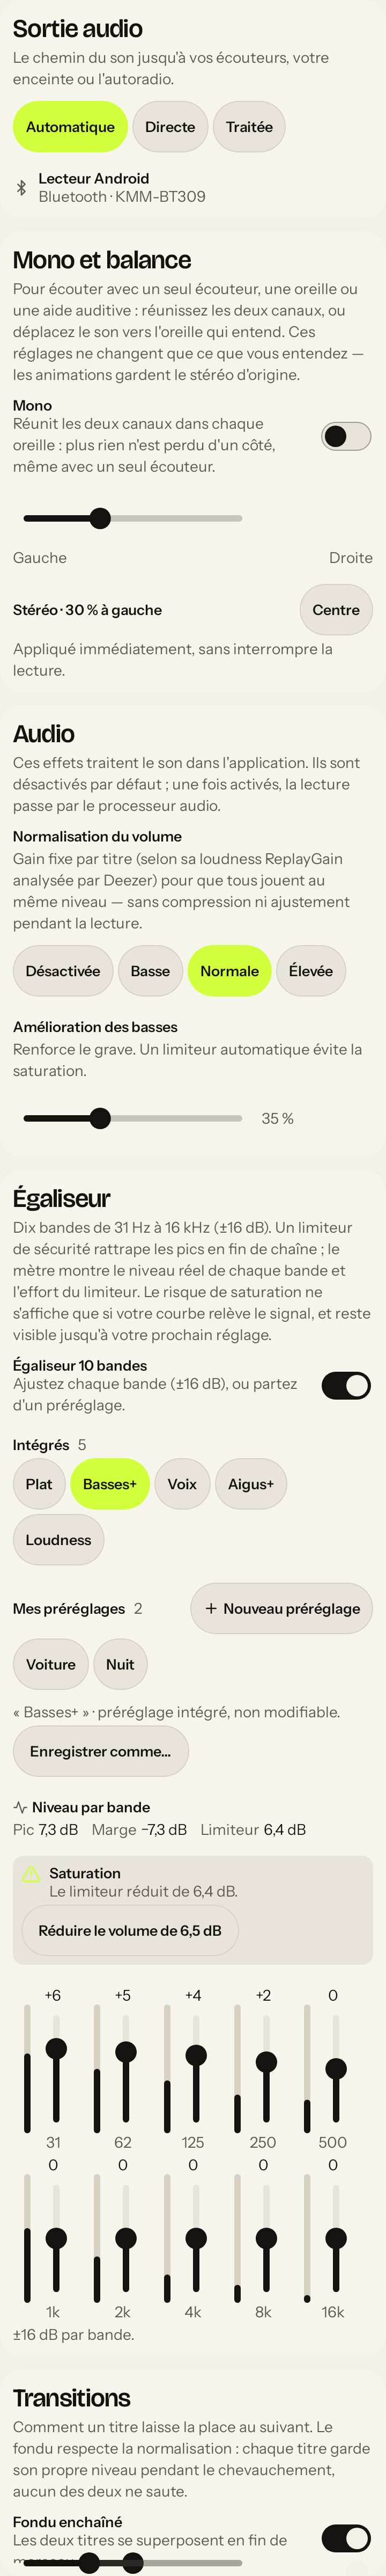 Sortie audio
Le chemin du son jusqu'à vos écouteurs, votre
enceinte ou l'autoradio.
Automatique
Directe
Traitée
Lecteur Android
Bluetooth · KMM-BT309
Mono et balance
Pour écouter avec un seul écouteur, une oreille ou
une aide auditive : réunissez les deux canaux, ou
déplacez le son vers l'oreille qui entend. Ces
réglages ne changent que ce que vous entendez —
les animations gardent le stéréo d'origine.
Mono
Réunit les deux canaux dans chaque
oreille : plus rien n'est perdu d'un côté,
même avec un seul écouteur.
Gauche
Droite
Stéréo · 30 % à gauche
Centre
Appliqué immédiatement, sans interrompre la
lecture.
Audio
Ces effets traitent le son dans l'application. Ils sont
désactivés par défaut ; une fois activés, la lecture
passe par le processeur audio.
Normalisation du volume
Gain fixe par titre (selon sa loudness ReplayGain
analysée par Deezer) pour que tous jouent au
même niveau — sans compression ni ajustement
pendant la lecture.
Désactivée
Basse
Normale
Élevée
Amélioration des basses
Renforce le grave. Un limiteur automatique évite la
saturation.
35 %
Égaliseur
Dix bandes de 31 Hz à 16 kHz (±16 dB). Un limiteur
de sécurité rattrape les pics en fin de chaîne ; le
mètre montre le niveau réel de chaque bande et
l'effort du limiteur. Le risque de saturation ne
s'affiche que si votre courbe relève le signal, et reste
visible jusqu'à votre prochain réglage.
Égaliseur 10 bandes
Ajustez chaque bande (±16 dB), ou partez
d'un préréglage.
Intégrés 5
Plat
Basses+
Voix
Aigus+
Loudness
Mes préréglages 2
+ Nouveau préréglage
Voiture
Nuit
« Basses+ » · préréglage intégré, non modifiable.
Enregistrer comme...
Niveau par bande
Pic 7,3 dB Marge −7,3 dB Limiteur 6,4 dB
Saturation
Le limiteur réduit de 6,4 dB.
Réduire le volume de 6,5 dB
+6 +5 +4 +2 0
31 62 125 250 500
0 0 0 0 0
1k 2k 4k 8k 16k
±16 dB par bande.
Transitions
Comment un titre laisse la place au suivant. Le
fondu respecte la normalisation : chaque titre garde
son propre niveau pendant le chevauchement,
aucun des deux ne saute.
Fondu enchaîné
Les deux titres se superposent en fin de